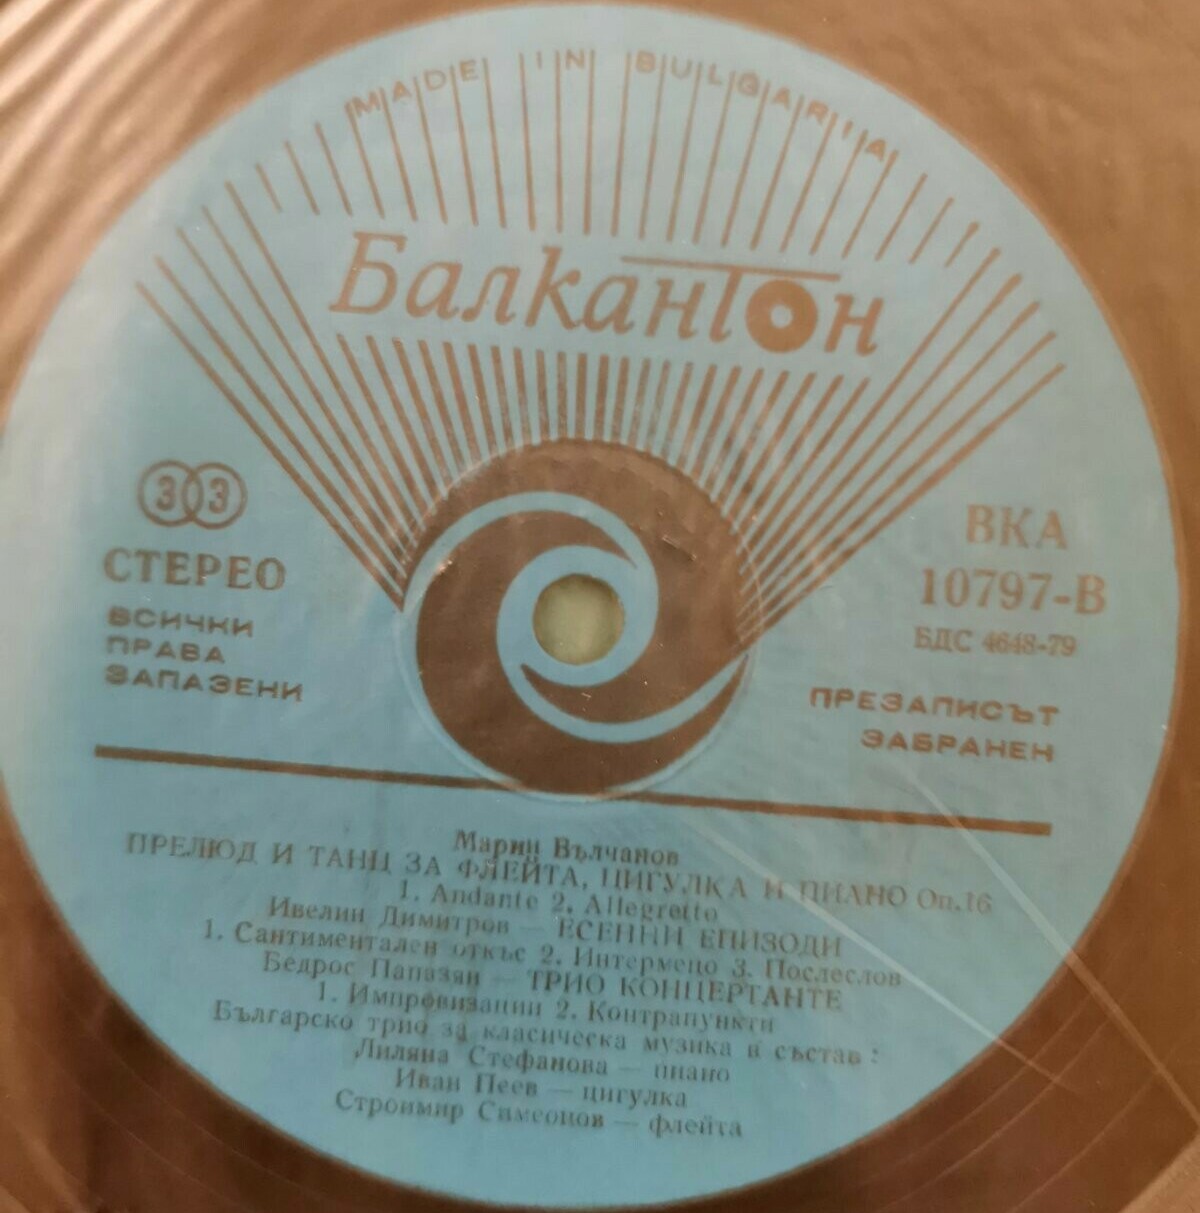 MADE IN BULGARIA
Балкантон
33
СТЕРЕО
ВСИЧКИ
ПРАВА
ЗАПАЗЕНИ
ВКА
10797-В
БДС 4648-79
ПРЕЗАПИСЪТ
ЗАБРАНЕН
Марин Вълчанов
ПРЕЛЮД И ТАНЦ ЗА ФЛЕЙТА, ЦИГУЛКА И ПИАНО Оп.16
1. Andante 2. Allegretto
Ивелин Димитров — ЕСЕННИ ЕПИЗОДИ
1. Сантиментален откъс 2. Интермецо 3. Послеслов
Бедрос Папазян — ТРИО КОНЦЕРТАНТЕ
1. Импровизации 2. Контрапункти
Българско трио за класическа музика в състав:
Лиляна Стефанова — пиано
Иван Пеев — цигулка
Строимир Симеонов — флейта